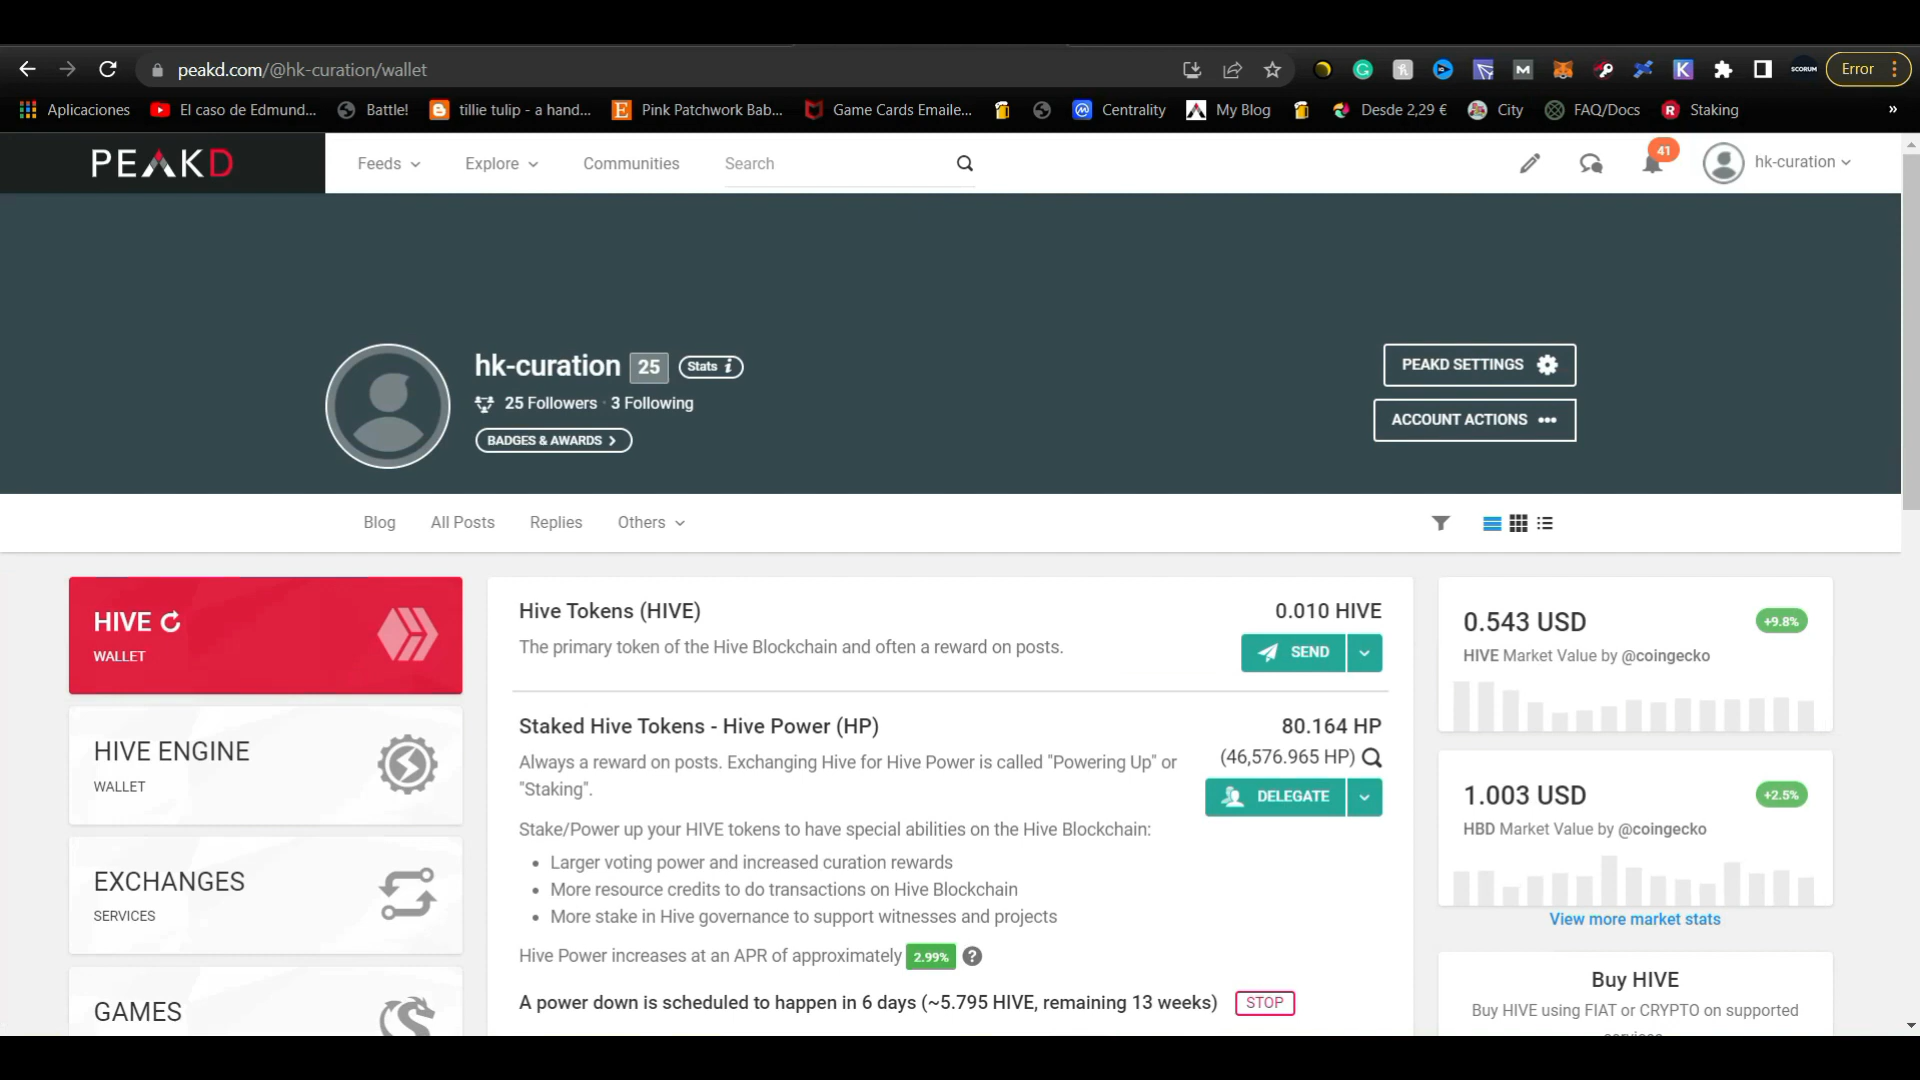 peakd.com/@hk-curation/wallet
SCORUM
Error
Aplicaciones
El caso de Edmund...
Battle!
tillie tulip - a hand...
Pink Patchwork Bab...
Game Cards Emaile...
Centrality
My Blog
Desde 2,29 €
City
FAQ/Docs
Staking
»
PEAKD
Feeds
Explore
Communities
Search
41
hk-curation
hk-curation 25 Stats i
25 Followers · 3 Following
BADGES & AWARDS
PEAKD SETTINGS
ACCOUNT ACTIONS
Blog
All Posts
Replies
Others
HIVE
WALLET
HIVE ENGINE
WALLET
EXCHANGES
SERVICES
GAMES
Hive Tokens (HIVE)
0.010 HIVE
The primary token of the Hive Blockchain and often a reward on posts.
SEND
Staked Hive Tokens - Hive Power (HP)
80.164 HP
(46,576.965 HP)
Always a reward on posts. Exchanging Hive for Hive Power is called "Powering Up" or
"Staking".
DELEGATE
Stake/Power up your HIVE tokens to have special abilities on the Hive Blockchain:
• Larger voting power and increased curation rewards
• More resource credits to do transactions on Hive Blockchain
• More stake in Hive governance to support witnesses and projects
Hive Power increases at an APR of approximately 2.99% ?
A power down is scheduled to happen in 6 days (~5.795 HIVE, remaining 13 weeks) STOP
0.543 USD
+9.8%
HIVE Market Value by @coingecko
1.003 USD
+2.5%
HBD Market Value by @coingecko
View more market stats
Buy HIVE
Buy HIVE using FIAT or CRYPTO on supported